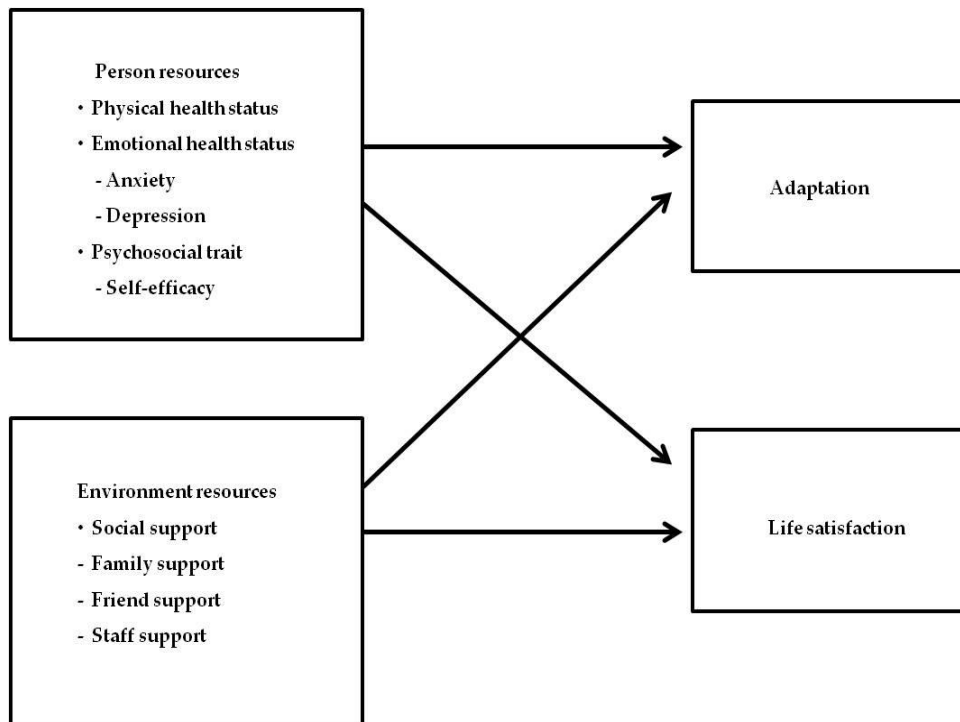 Person resources
· Physical health status
· Emotional health status
- Anxiety
- Depression
· Psychosocial trait
- Self-efficacy
Adaptation
Environment resources
· Social support
- Family support
- Friend support
- Staff support
Life satisfaction